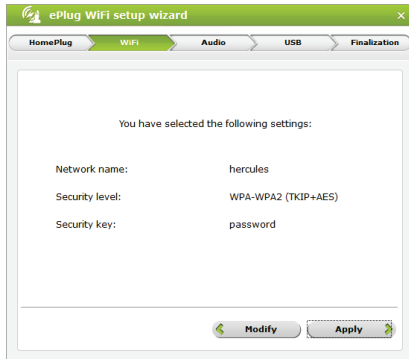 ePlug WiFi setup wizard
HomePlug WiFi Audio USB Finalization
You have selected the following settings:
Network name: hercules
Security level: WPA-WPA2 (TKIP+AES)
Security key: password
Modify Apply